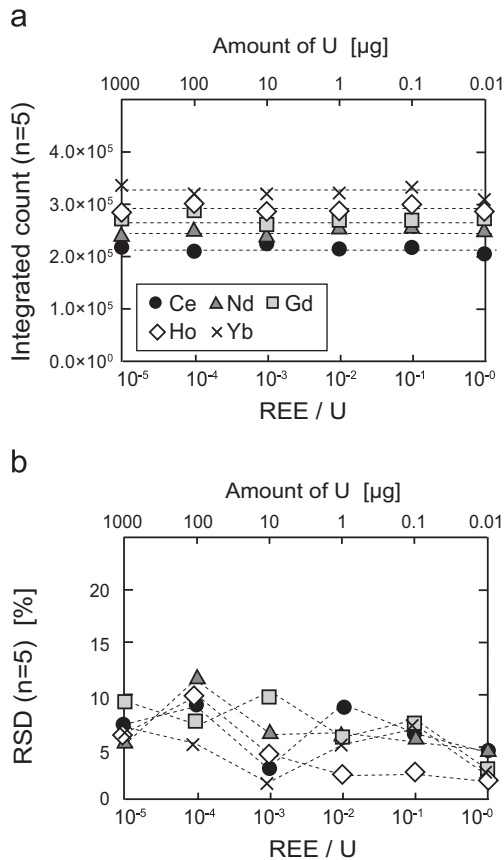 a
Amount of U [µg]
1000 100 10 1 0.1 0.01
Integrated count (n=5)
4.0×10⁵
3.0×10⁵
2.0×10⁵
1.0×10⁵
0.0×10⁰
Ce Nd Gd
Ho Yb
10⁻⁵ 10⁻⁴ 10⁻³ 10⁻² 10⁻¹ 10⁻⁰
REE / U
b
Amount of U [µg]
1000 100 10 1 0.1 0.01
RSD (n=5) [%]
20
15
10
5
0
10⁻⁵ 10⁻⁴ 10⁻³ 10⁻² 10⁻¹ 10⁻⁰
REE / U